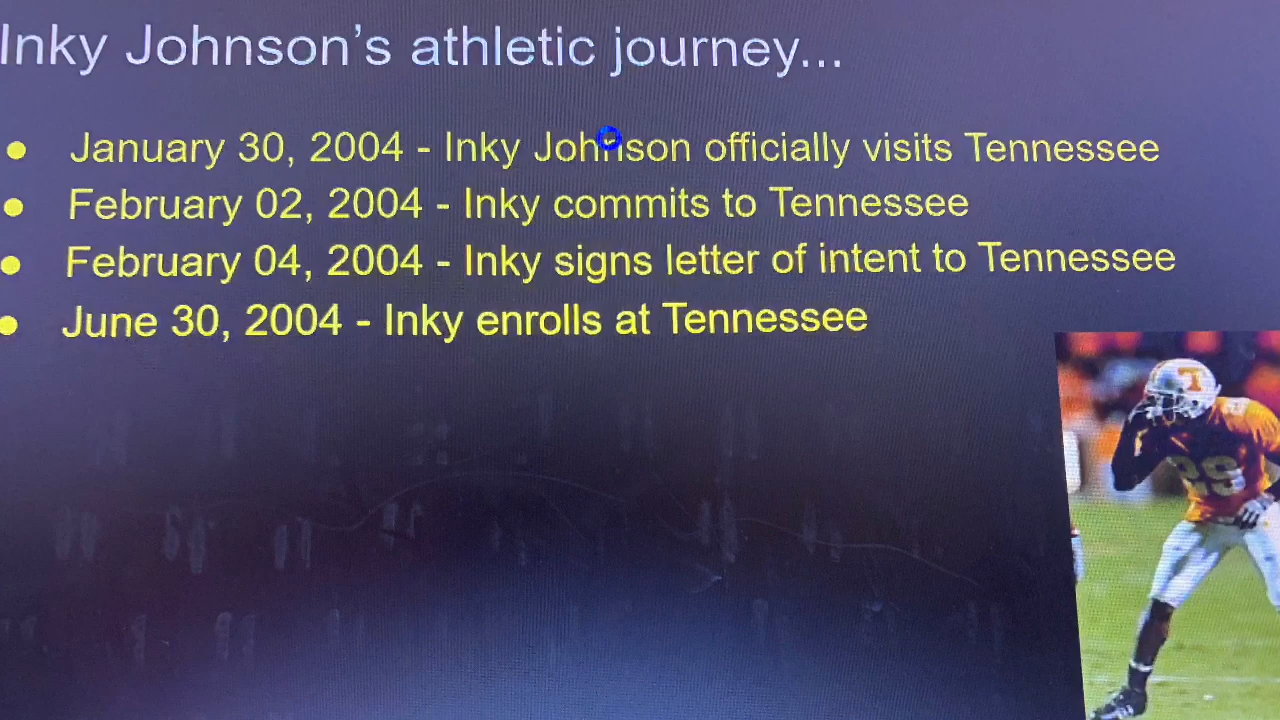 Inky Johnson's athletic journey...
● January 30, 2004 - Inky Johnson officially visits Tennessee
● February 02, 2004 - Inky commits to Tennessee
● February 04, 2004 - Inky signs letter of intent to Tennessee
● June 30, 2004 - Inky enrolls at Tennessee
T
29